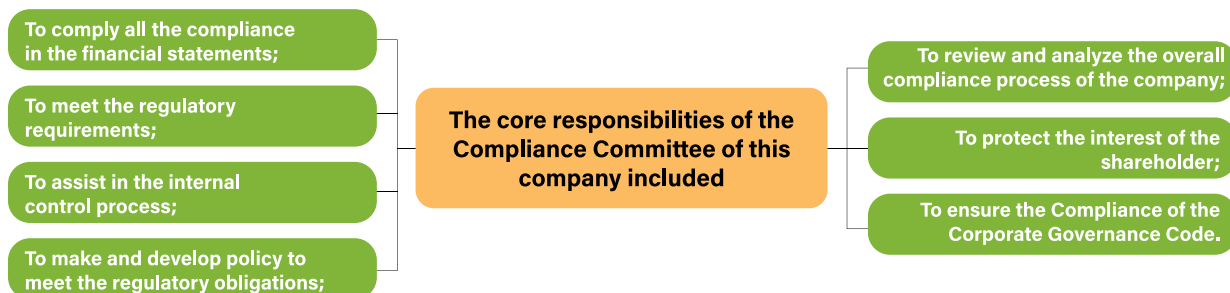 To comply all the compliance
in the financial statements;
To meet the regulatory
requirements;
To assist in the internal
control process;
To make and develop policy to
meet the regulatory obligations;
The core responsibilities of the
Compliance Committee of this
company included
To review and analyze the overall
compliance process of the company;
To protect the interest of the
shareholder;
To ensure the Compliance of the
Corporate Governance Code.